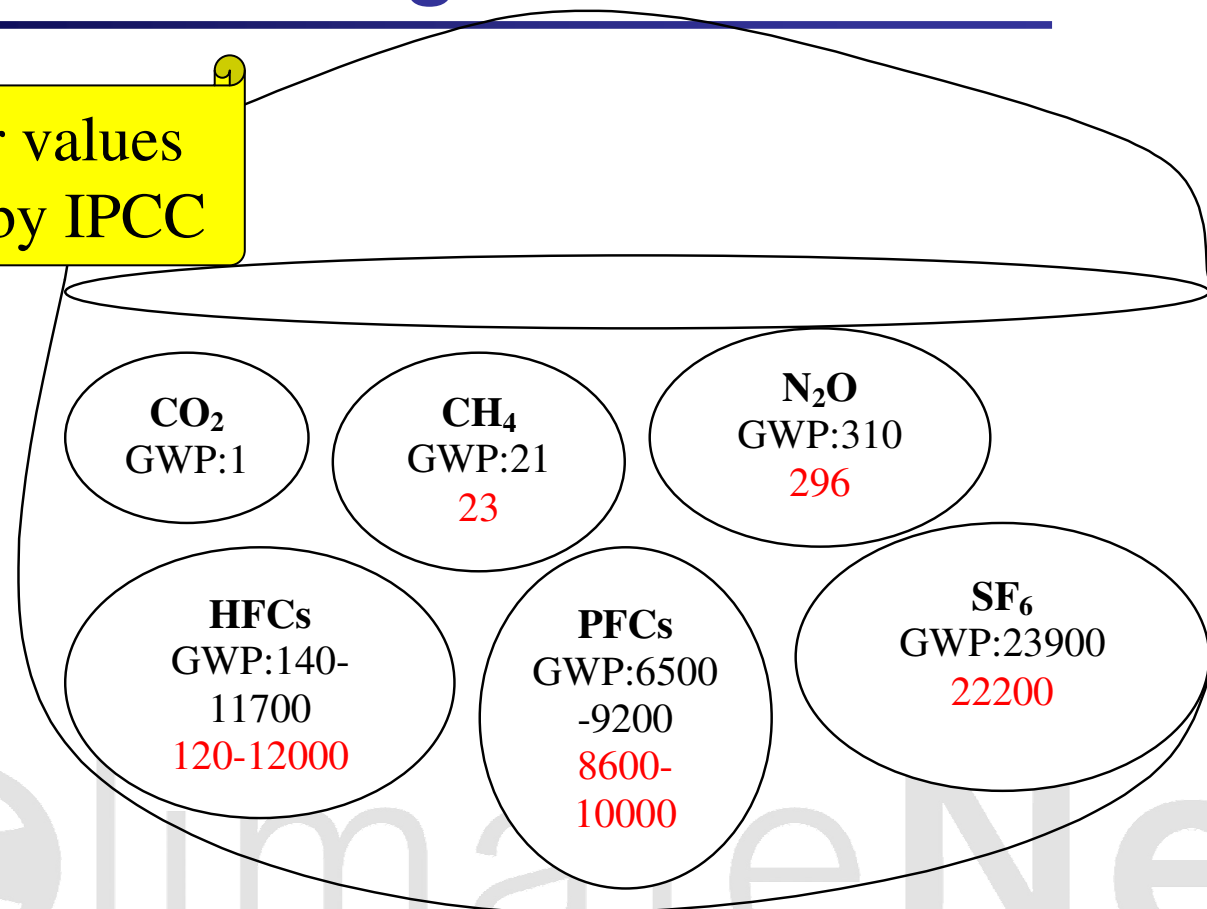 values
by IPCC
CO₂
GWP:1
CH₄
GWP:21
23
N₂O
GWP:310
296
HFCs
GWP:140-
11700
120-12000
PFCs
GWP:6500
-9200
8600-
10000
SF₆
GWP:23900
22200